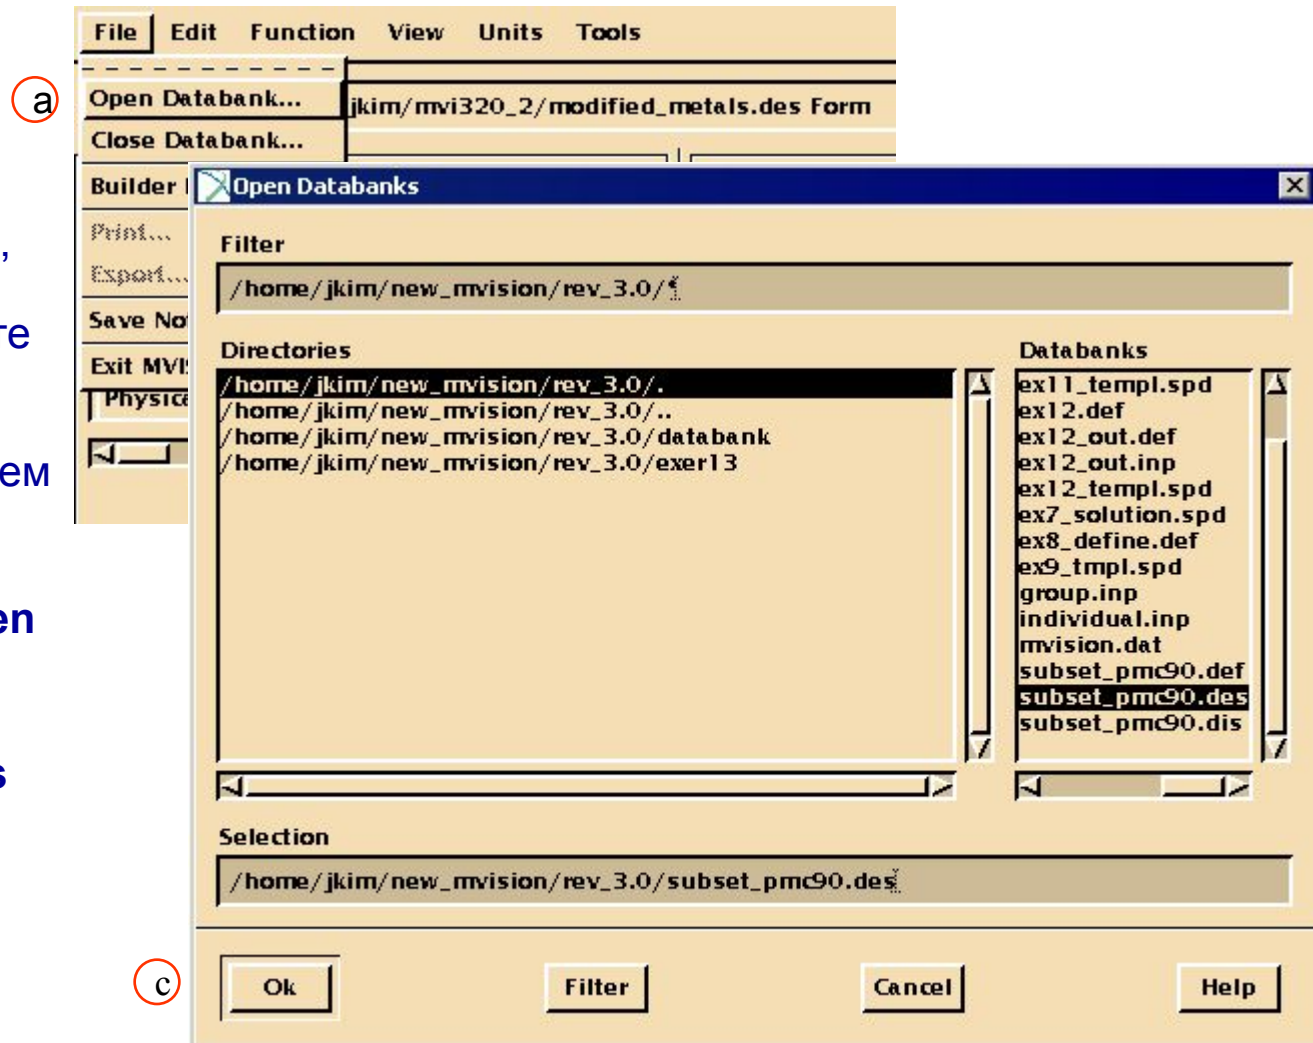 File Edit Function View Units Tools
a
Open Databank...
jkim/mvi320_2/modified_metals.des Form
Close Databank...
Builder
Open Databanks
Print...
,
Filter
Export...
/home/jkim/new_mvision/rev_3.0/*
Save No
те
Directories
Databanks
Exit MVI
Physic
/home/jkim/new_mvision/rev_3.0/.
/home/jkim/new_mvision/rev_3.0/..
/home/jkim/new_mvision/rev_3.0/databank
/home/jkim/new_mvision/rev_3.0/exer13
ex11_templ.spd
ex12.def
ex12_out.def
ex12_out.inp
ex12_templ.spd
ex7_solution.spd
ex8_define.def
ex9_tmpl.spd
group.inp
individual.inp
mvision.dat
subset_pmc90.def
subset_pmc90.des
subset_pmc90.dis
ем
en
s
Selection
/home/jkim/new_mvision/rev_3.0/subset_pmc90.des
c
Ok Filter Cancel Help